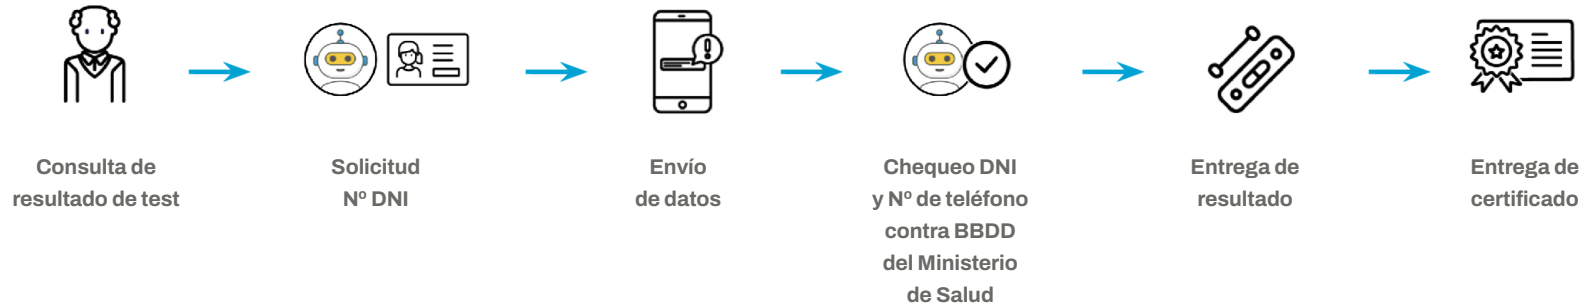 Consulta de
resultado de test
Solicitud
Nº DNI
Envío
de datos
Chequeo DNI
y Nº de teléfono
contra BBDD
del Ministerio
de Salud
Entrega de
resultado
Entrega de
certificado